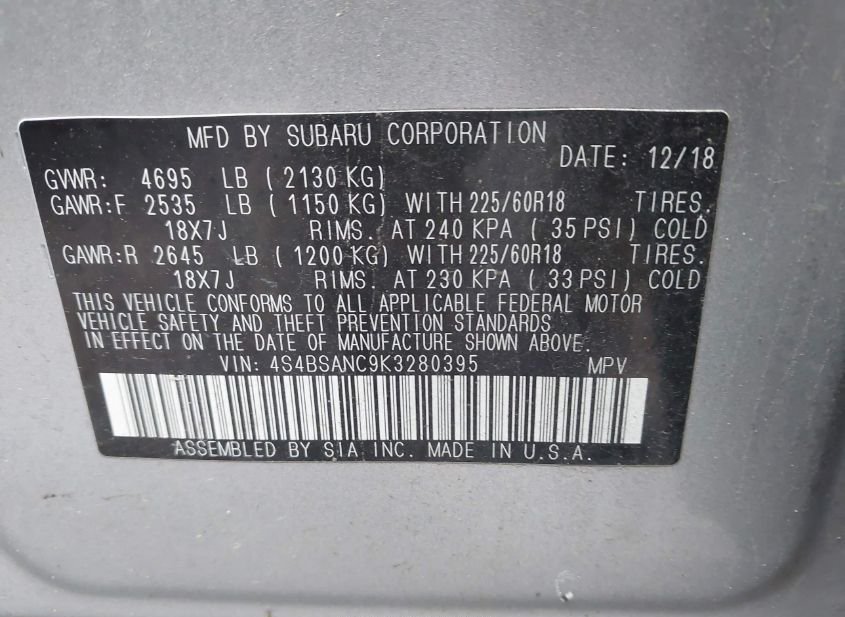 MFD BY SUBARU CORPORATION
DATE: 12/18
GVWR: 4695 LB ( 2130 KG)
GAWR:F 2535 LB ( 1150 KG) WITH 225/60R18 TIRES.
18X7J RIMS. AT 240 KPA ( 35 PSI) COLD
GAWR:R 2645 LB ( 1200 KG) WITH 225/60R18 TIRES.
18X7J RIMS. AT 230 KPA ( 33 PSI) COLD
THIS VEHICLE CONFORMS TO ALL APPLICABLE FEDERAL MOTOR
VEHICLE SAFETY AND THEFT PREVENTION STANDARDS
IN EFFECT ON THE DATE OF MANUFACTURE SHOWN ABOVE.
VIN: 4S4BSANC9K3280395 MPV
ASSEMBLED BY SIA INC. MADE IN U.S.A.